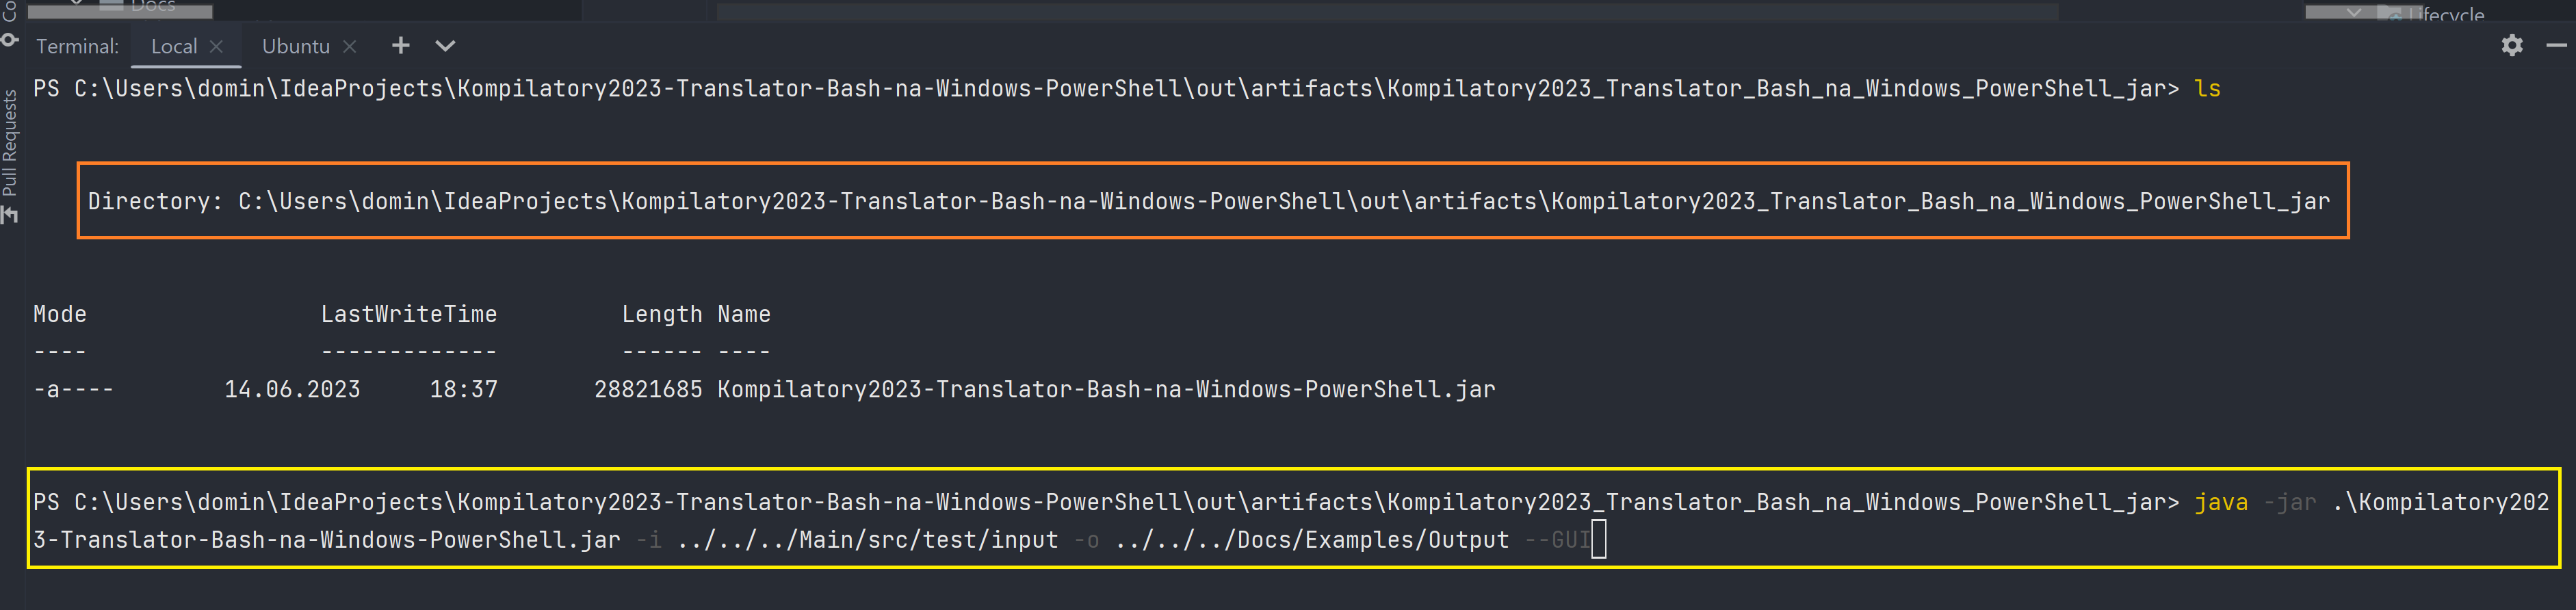 Docs
Lifecycle
Terminal: Local Ubuntu
Pull Requests
PS C:\Users\domin\IdeaProjects\Kompilatory2023-Translator-Bash-na-Windows-PowerShell\out\artifacts\Kompilatory2023_Translator_Bash_na_Windows_PowerShell_jar> ls
Directory: C:\Users\domin\IdeaProjects\Kompilatory2023-Translator-Bash-na-Windows-PowerShell\out\artifacts\Kompilatory2023_Translator_Bash_na_Windows_PowerShell_jar
Mode LastWriteTime Length Name
---- ------------- ------ ----
-a---- 14.06.2023 18:37 28821685 Kompilatory2023-Translator-Bash-na-Windows-PowerShell.jar
PS C:\Users\domin\IdeaProjects\Kompilatory2023-Translator-Bash-na-Windows-PowerShell\out\artifacts\Kompilatory2023_Translator_Bash_na_Windows_PowerShell_jar> java -jar .\Kompilatory202
3-Translator-Bash-na-Windows-PowerShell.jar -i ../../../Main/src/test/input -o ../../../Docs/Examples/Output --GUI